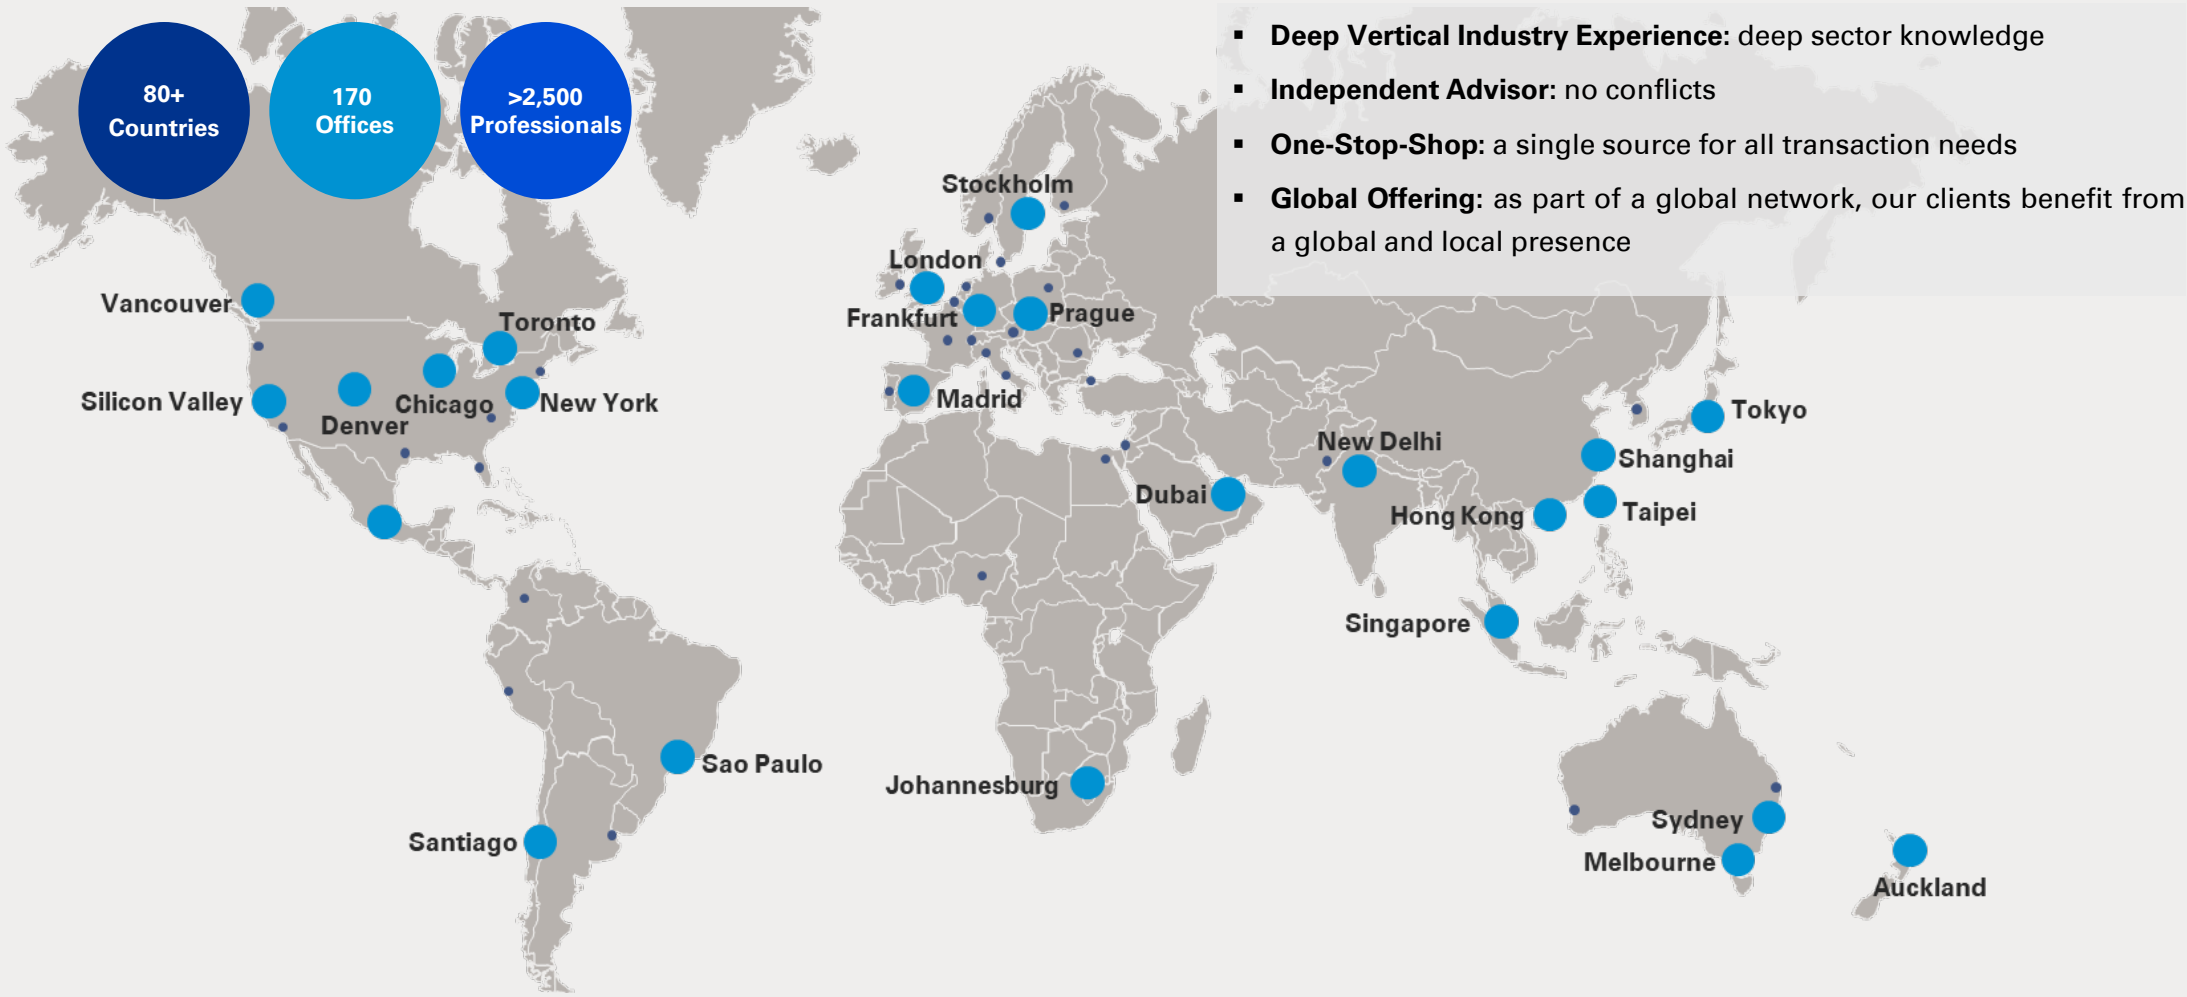 80+
Countries
170
Offices
>2,500
Professionals
▪ Deep Vertical Industry Experience: deep sector knowledge
▪ Independent Advisor: no conflicts
▪ One-Stop-Shop: a single source for all transaction needs
▪ Global Offering: as part of a global network, our clients benefit from
a global and local presence
Stockholm
London
Vancouver
Frankfurt
Prague
Toronto
Silicon Valley
Denver
Chicago
New York
Madrid
Tokyo
New Delhi
Shanghai
Dubai
Hong Kong
Taipei
Singapore
Sao Paulo
Johannesburg
Santiago
Sydney
Melbourne
Auckland